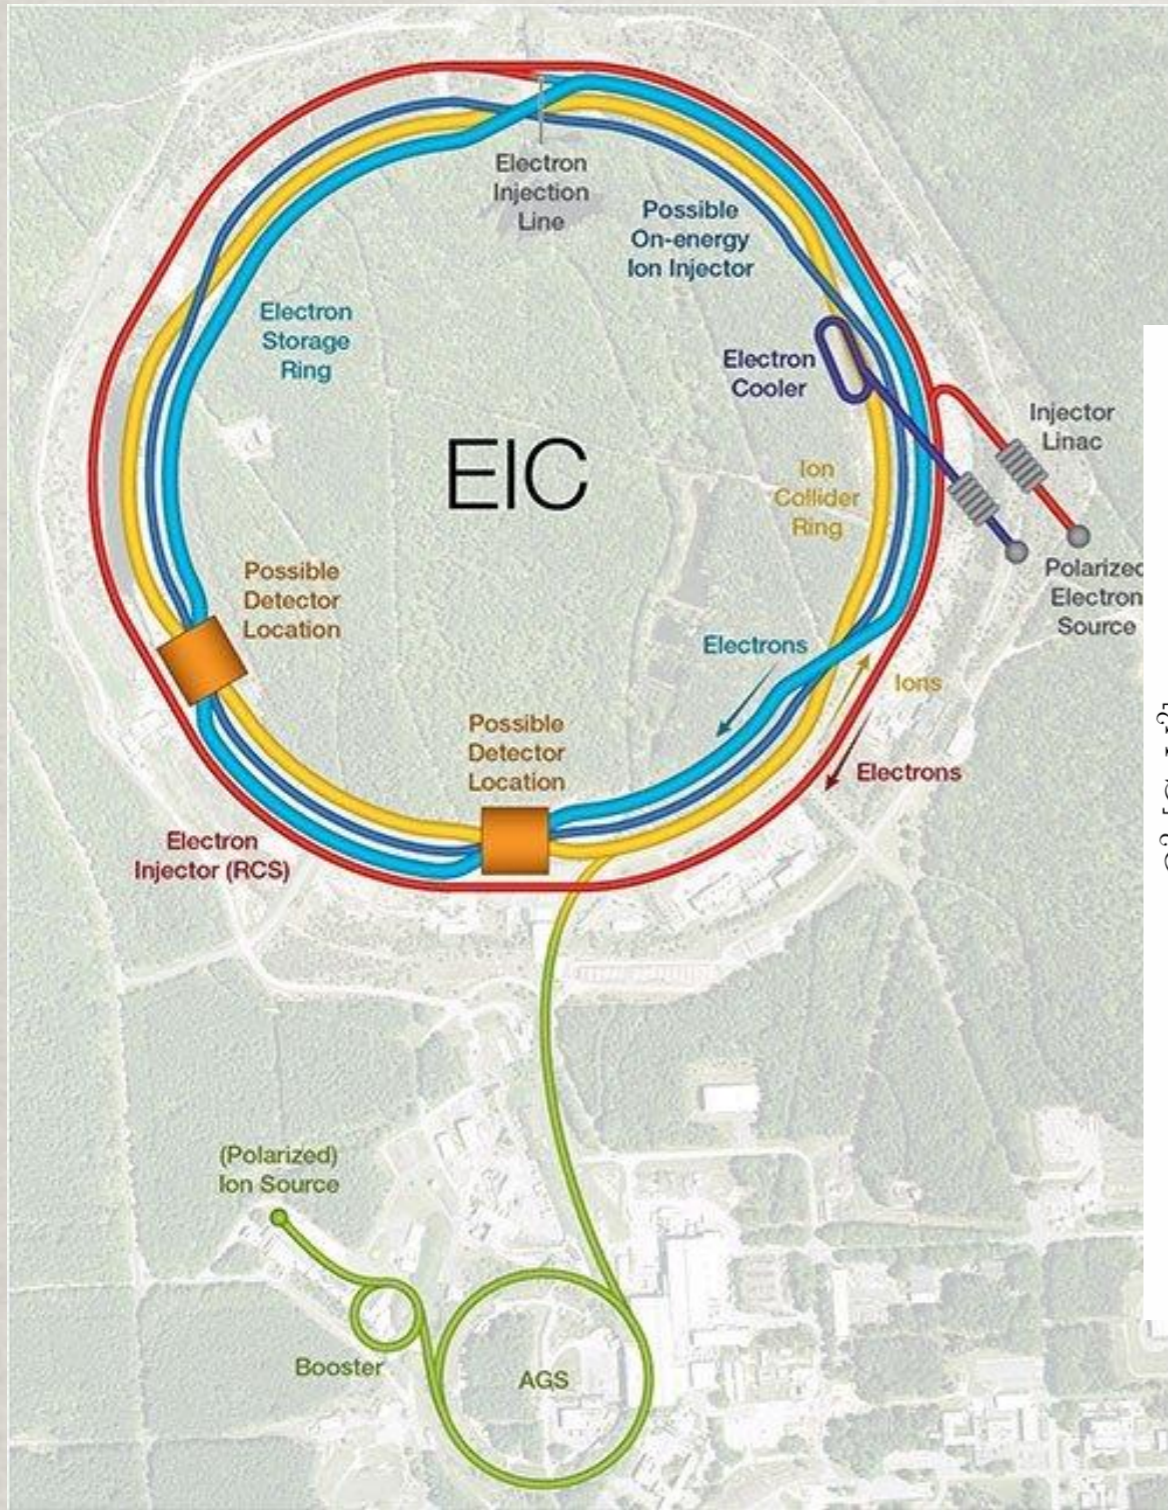 Electron
Injection
Line
Possible
On-energy
Ion Injector
Electron
Storage
Ring
Electron
Cooler
Injector
Linac
EIC
Ion
Collider
Ring
Polarized
Electron
Source
Possible
Detector
Location
Electrons
Ions
Possible
Detector
Location
Electrons
Electron
Injector (RCS)
(Polarized)
Ion Source
Booster
AGS